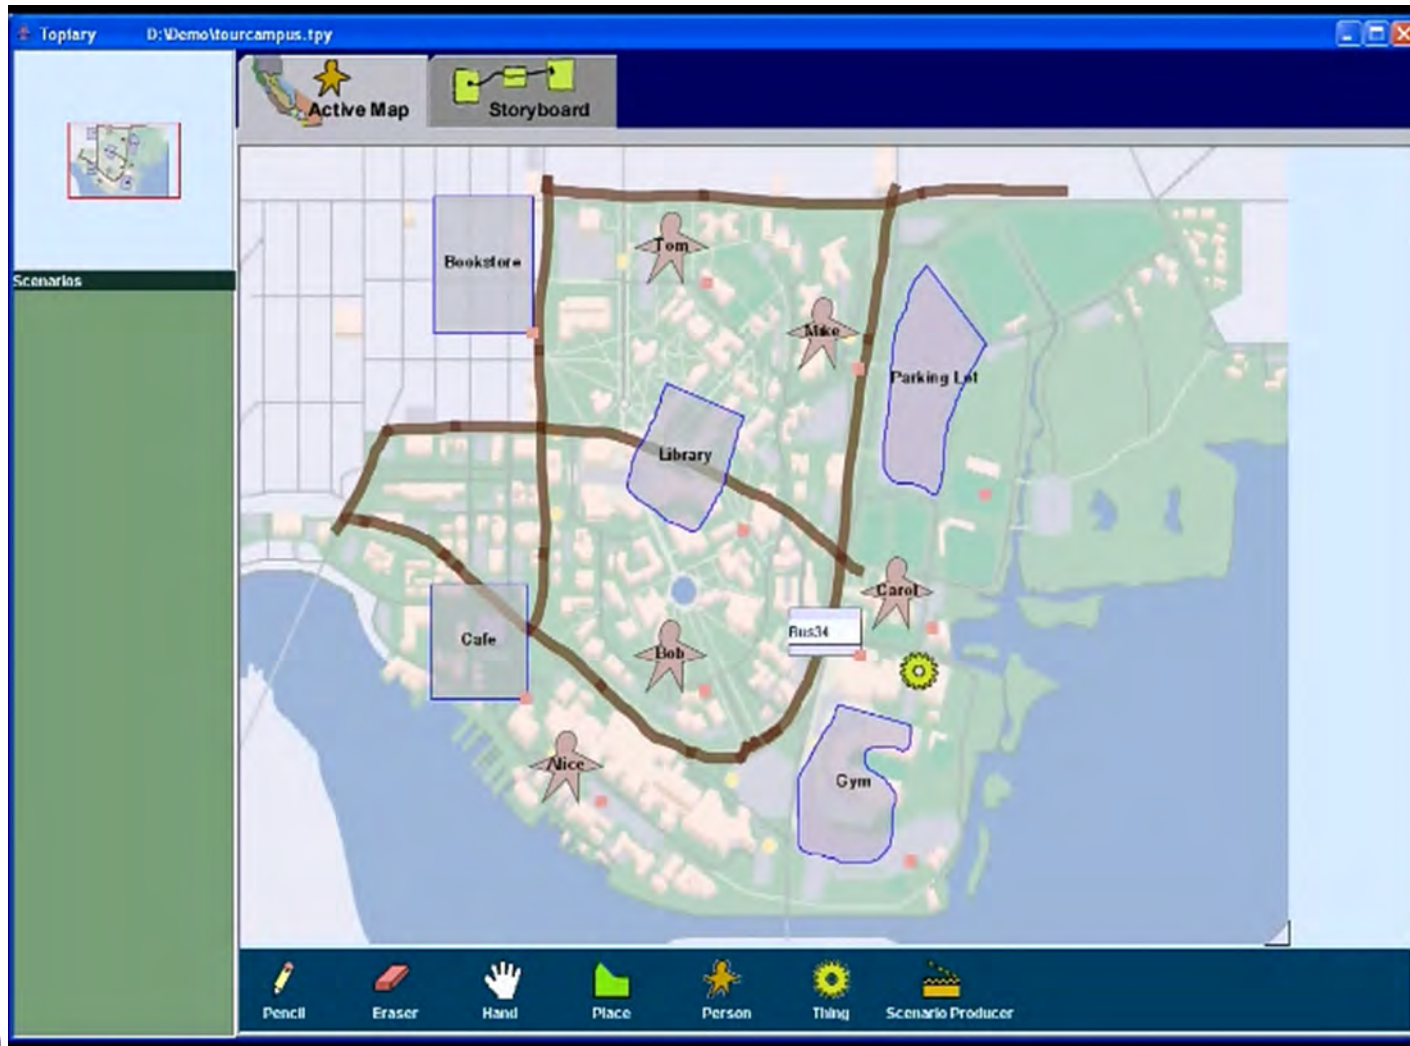 Topiary D:\Demo\tourcampus.tpy
Active Map
Storyboard
Scenarios
Bookstore
Tom
Mike
Parking Lot
Library
Carol
Bus34
Cafe
Bob
Alice
Gym
Pencil
Eraser
Hand
Place
Person
Thing
Scenario Producer